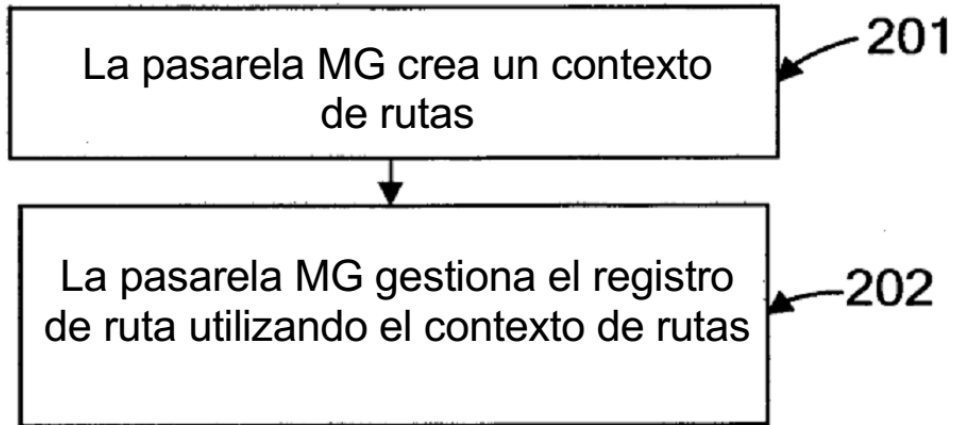 La pasarela MG crea un contexto
de rutas
201
La pasarela MG gestiona el registro
de ruta utilizando el contexto de rutas
202